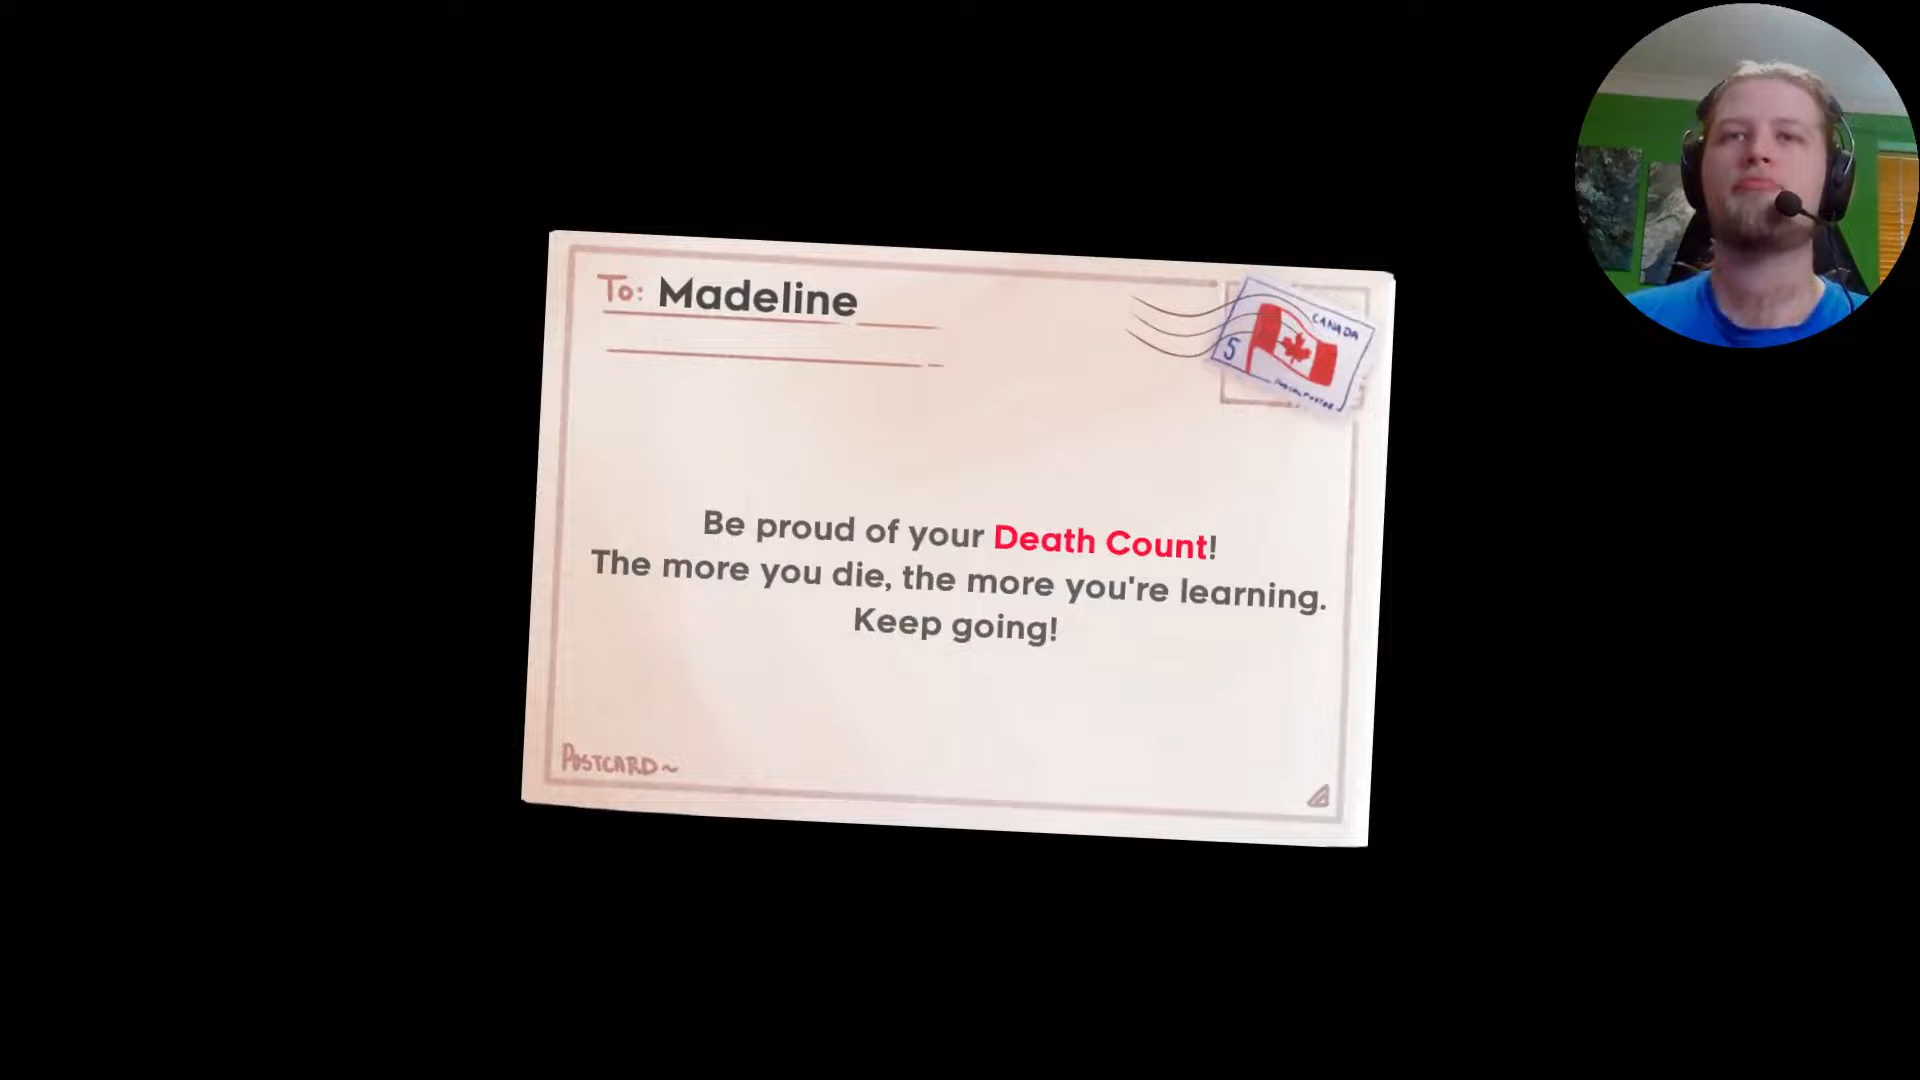 To: Madeline
CANADA
5
Be proud of your Death Count!
The more you die, the more you're learning.
Keep going!
POSTCARD~